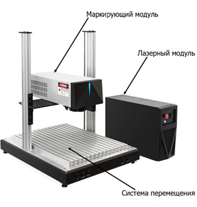 Маркирующий модуль
Лазерный модуль
Система перемещения